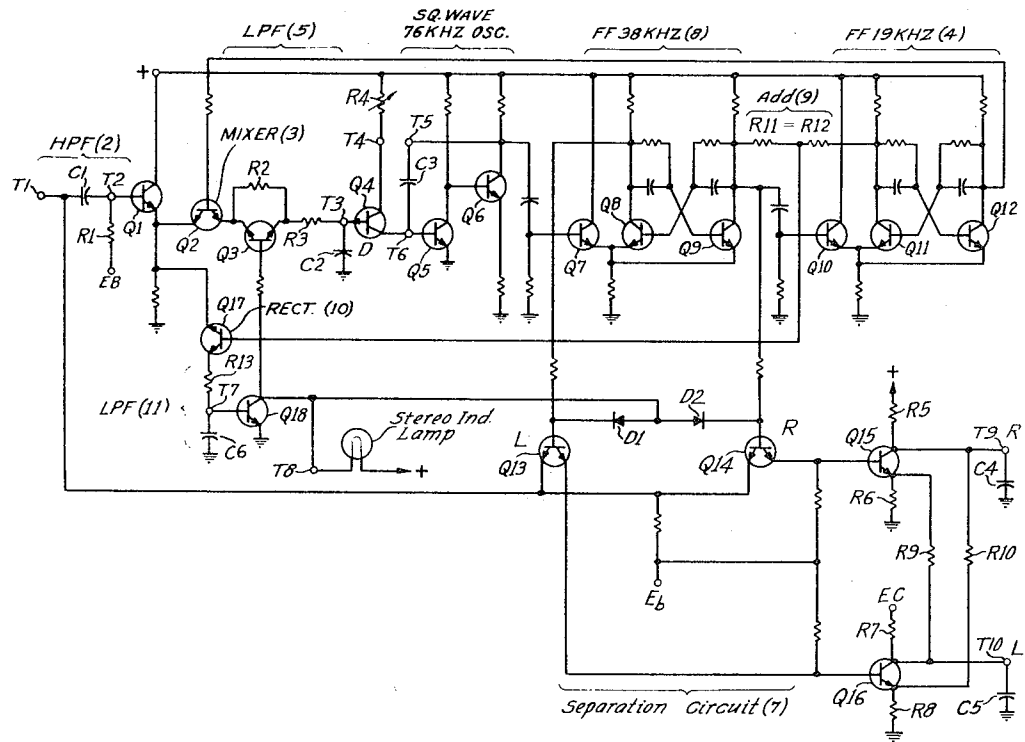 LPF (5)
SQ. WAVE
76 KHZ OSC.
FF 38KHZ (8)
FF 19KHZ (4)
+
R4
T5
Add (9)
R11 = R12
HPF (2)
MIXER (3)
T4
C3
T1
C1
T2
Q1
R2
Q4
Q6
Q8
Q12
R1
Q2
Q3
R3
T3
D
T6
Q5
Q7
Q9
Q10
Q11
EB
C2
Q17
RECT. (10)
R13
T7
LPF (11)
Q18
Stereo Ind.
Lamp
D2
D1
+
R5
C6
T8
+
L
Q13
R
Q14
Q15
T9 R
C4
R6
R9
R10
Eb
EC
R7
T10 L
Q16
R8
C5
Separation Circuit (7)